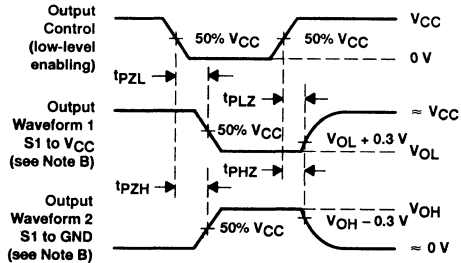 Output
Control
(low-level
enabling)
50% VCC
50% VCC
VCC
0 V
tPZL
tPLZ
Output
Waveform 1
S1 to VCC
(see Note B)
50% VCC
≈ VCC
VOL + 0.3 V
VOL
tPHZ
tPZH
Output
Waveform 2
S1 to GND
(see Note B)
50% VCC
VOH
VOH − 0.3 V
≈ 0 V